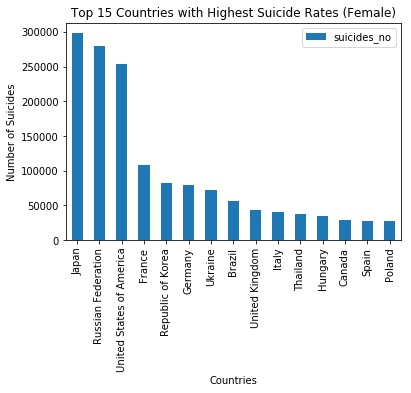 Top 15 Countries with Highest Suicide Rates (Female)
suicides_no
Number of Suicides
300000
250000
200000
150000
100000
50000
0
Japan
Russian Federation
United States of America
France
Republic of Korea
Germany
Ukraine
Brazil
United Kingdom
Italy
Thailand
Hungary
Canada
Spain
Poland
Countries